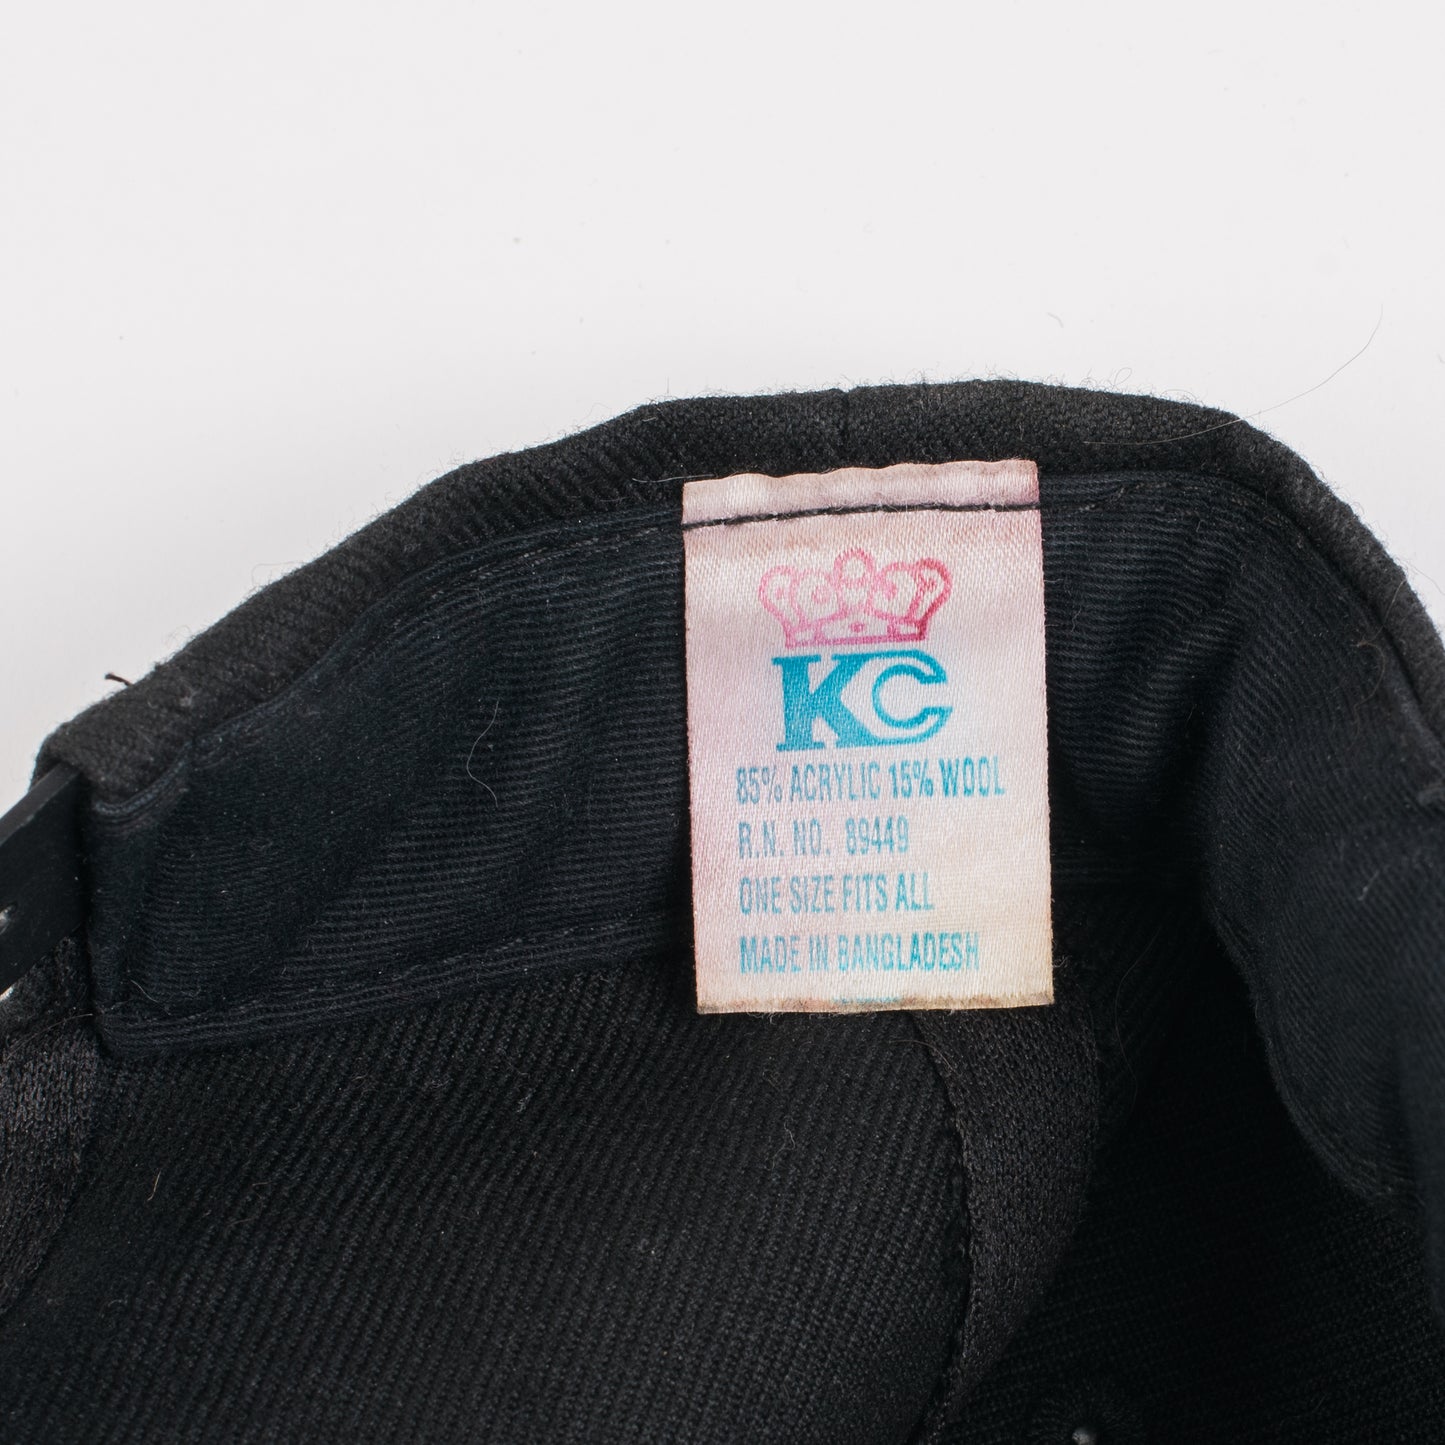 KC
85% ACRYLIC 15% WOOL
R.N. NO. 89449
ONE SIZE FITS ALL
MADE IN BANGLADESH